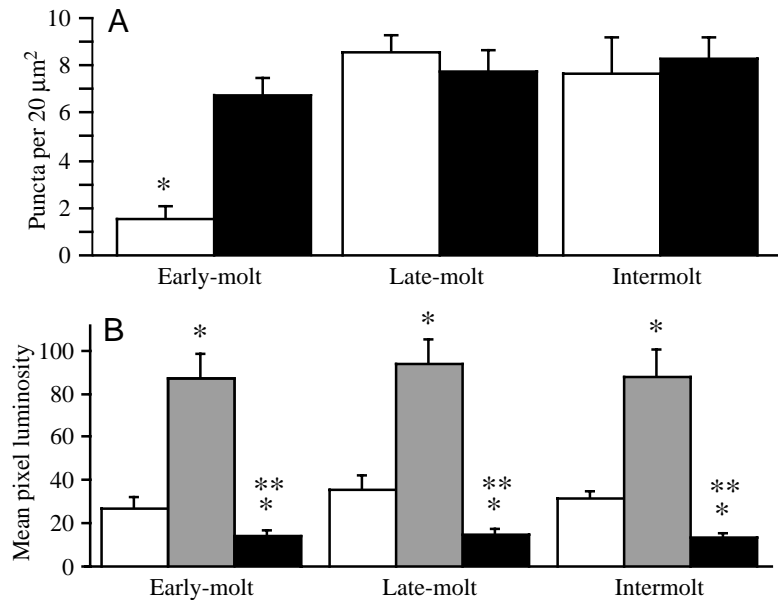 A
Puncta per 20 µm²
10
8
6
4
2
0
*
Early-molt Late-molt Intermolt
B
Mean pixel luminosity
100
80
60
40
20
0
* * *
** ** **
* * *
Early-molt Late-molt Intermolt